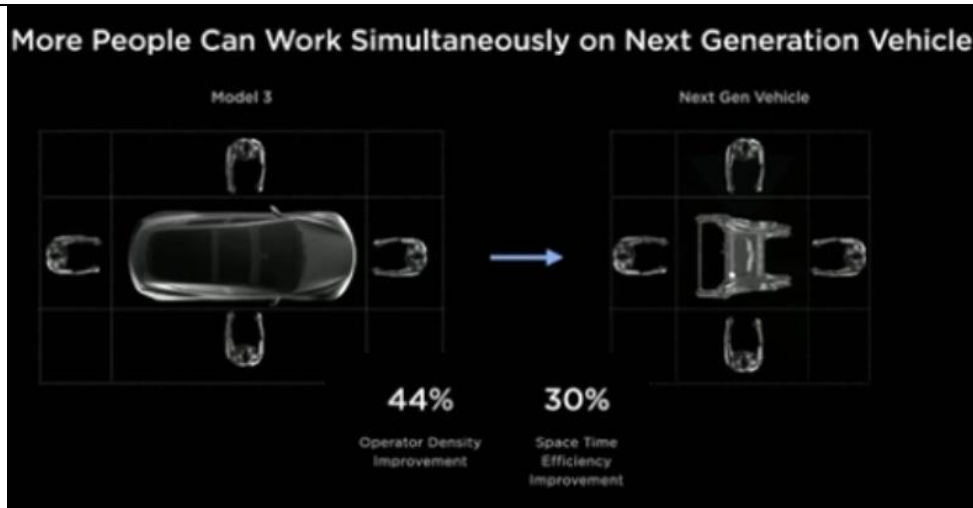 More People Can Work Simultaneously on Next Generation Vehicle
Model 3
Next Gen Vehicle
44%
30%
Operator Density
Improvement
Space Time
Efficiency
Improvement